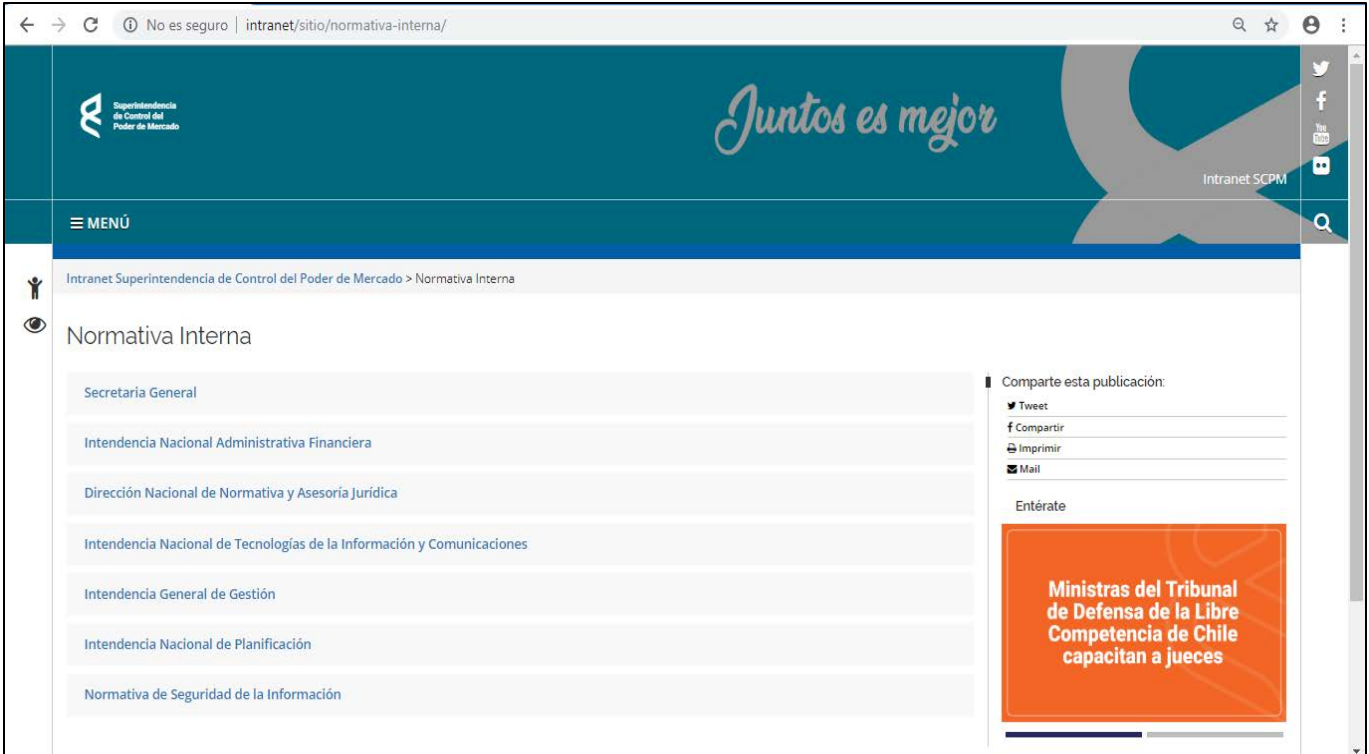 No es seguro | intranet/sitio/normativa-interna/
Superintendencia
de Control del
Poder de Mercado
Juntos es mejor
You
Tube
Intranet SCPM
MENÚ
Intranet Superintendencia de Control del Poder de Mercado > Normativa Interna
Normativa Interna
Secretaria General
Intendencia Nacional Administrativa Financiera
Dirección Nacional de Normativa y Asesoría Jurídica
Intendencia Nacional de Tecnologías de la Información y Comunicaciones
Intendencia General de Gestión
Intendencia Nacional de Planificación
Normativa de Seguridad de la Información
Comparte esta publicación:
Tweet
Compartir
Imprimir
Mail
Entérate
Ministras del Tribunal
de Defensa de la Libre
Competencia de Chile
capacitan a jueces